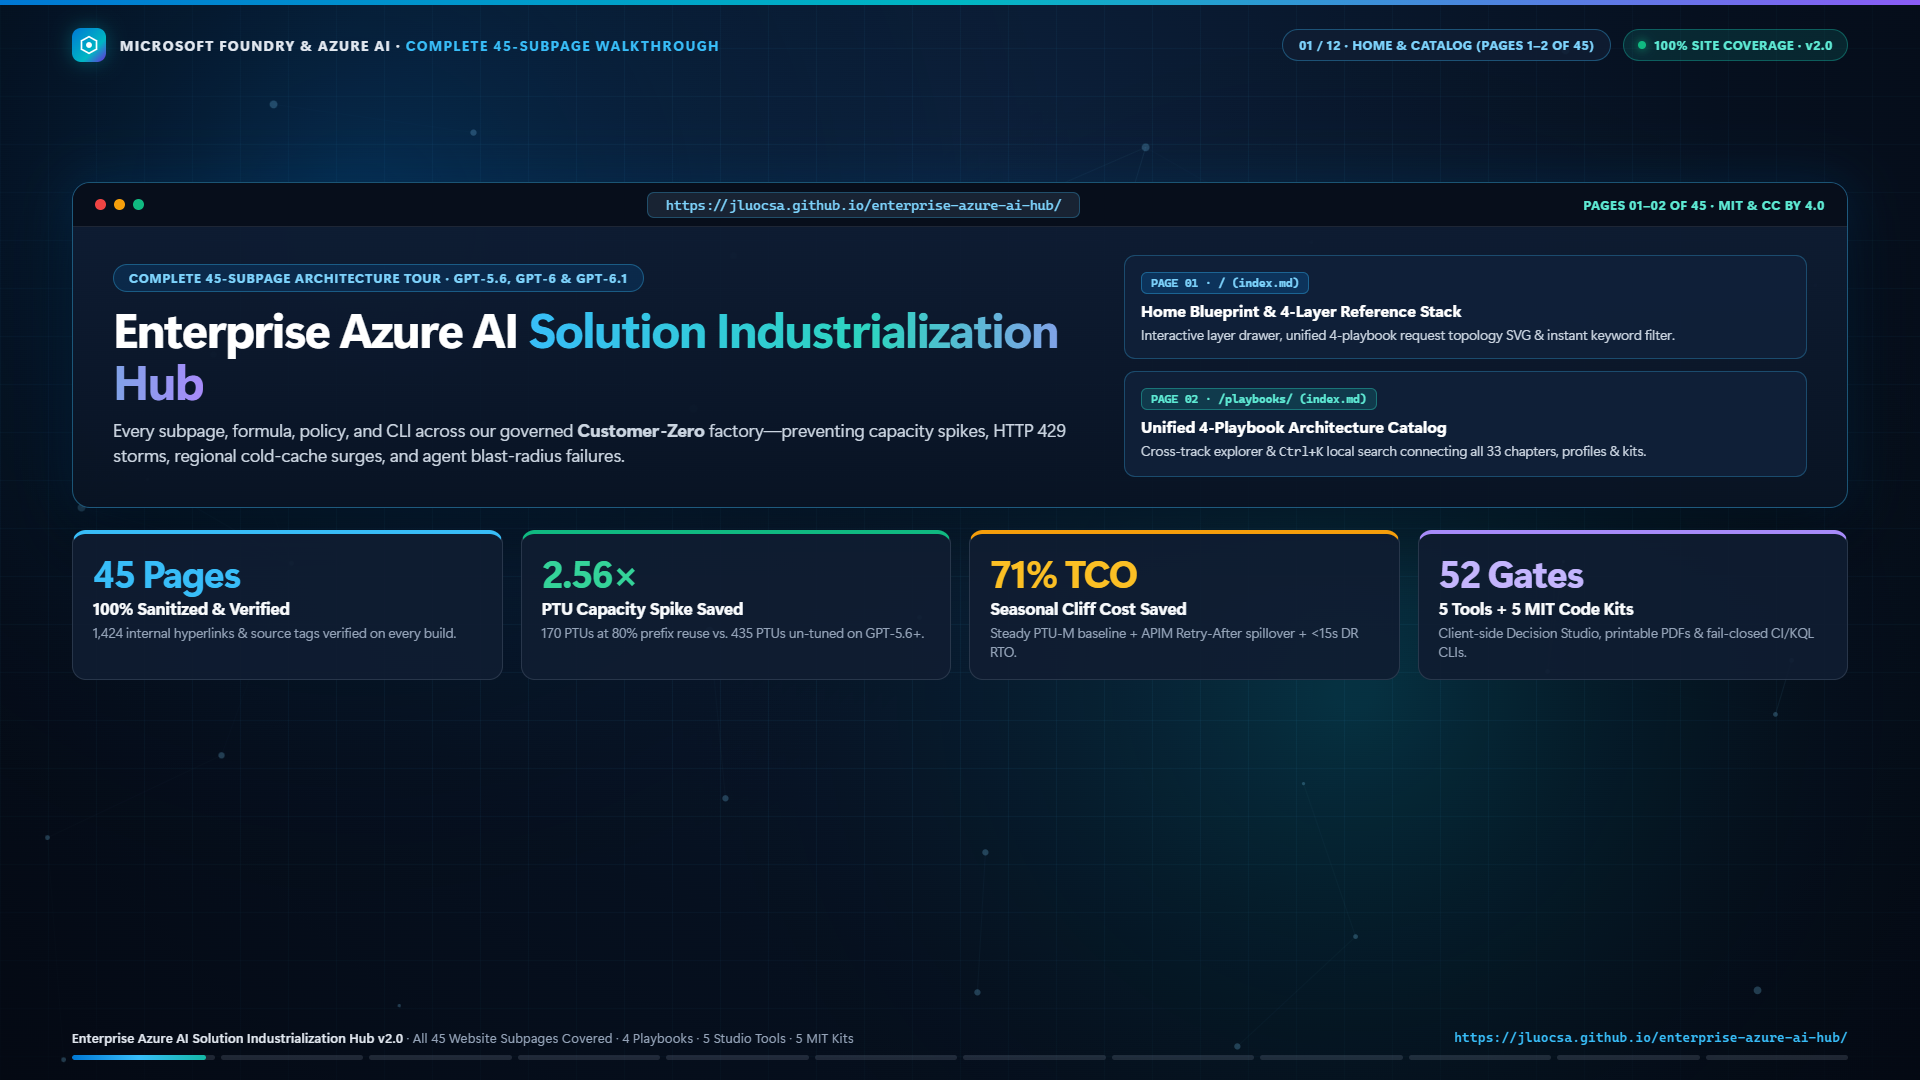 MICROSOFT FOUNDRY & AZURE AI · COMPLETE 45-SUBPAGE WALKTHROUGH
01 / 12 · HOME & CATALOG (PAGES 1–2 OF 45)
100% SITE COVERAGE · v2.0
https://jluocsa.github.io/enterprise-azure-ai-hub/
PAGES 01–02 OF 45 · MIT & CC BY 4.0
COMPLETE 45-SUBPAGE ARCHITECTURE TOUR · GPT-5.6, GPT-6 & GPT-6.1
Enterprise Azure AI Solution Industrialization
Hub
Every subpage, formula, policy, and CLI across our governed Customer-Zero factory—preventing capacity spikes, HTTP 429
storms, regional cold-cache surges, and agent blast-radius failures.
PAGE 01 · / (index.md)
Home Blueprint & 4-Layer Reference Stack
Interactive layer drawer, unified 4-playbook request topology SVG & instant keyword filter.
PAGE 02 · /playbooks/ (index.md)
Unified 4-Playbook Architecture Catalog
Cross-track explorer & Ctrl+K local search connecting all 33 chapters, profiles & kits.
45 Pages
100% Sanitized & Verified
1,424 internal hyperlinks & source tags verified on every build.
2.56×
PTU Capacity Spike Saved
170 PTUs at 80% prefix reuse vs. 435 PTUs un-tuned on GPT-5.6+.
71% TCO
Seasonal Cliff Cost Saved
Steady PTU-M baseline + APIM Retry-After spillover + <15s DR
RTO.
52 Gates
5 Tools + 5 MIT Code Kits
Client-side Decision Studio, printable PDFs & fail-closed CI/KQL
CLIs.
Enterprise Azure AI Solution Industrialization Hub v2.0 · All 45 Website Subpages Covered · 4 Playbooks · 5 Studio Tools · 5 MIT Kits
https://jluocsa.github.io/enterprise-azure-ai-hub/